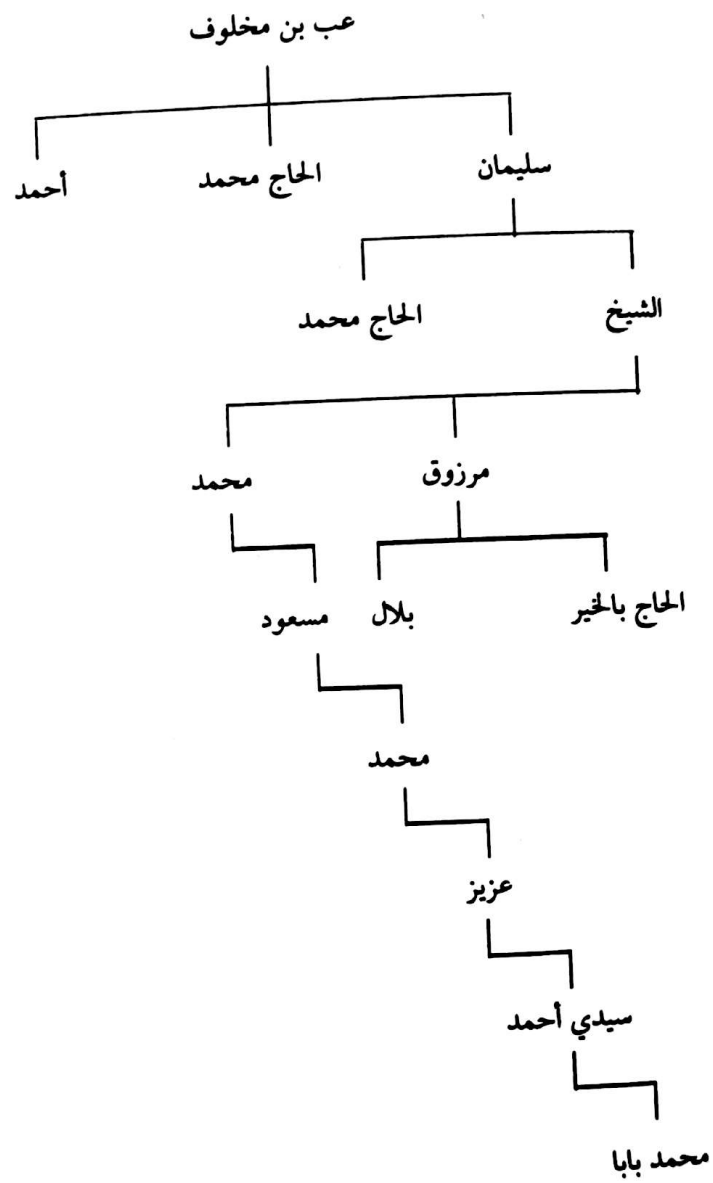 عب بن مخلوف
سليمان الحاج محمد أحمد
الشيخ الحاج محمد
مرزوق محمد
الحاج بالخير بلال مسعود
محمد
عزيز
سيدي أحمد
محمد بابا